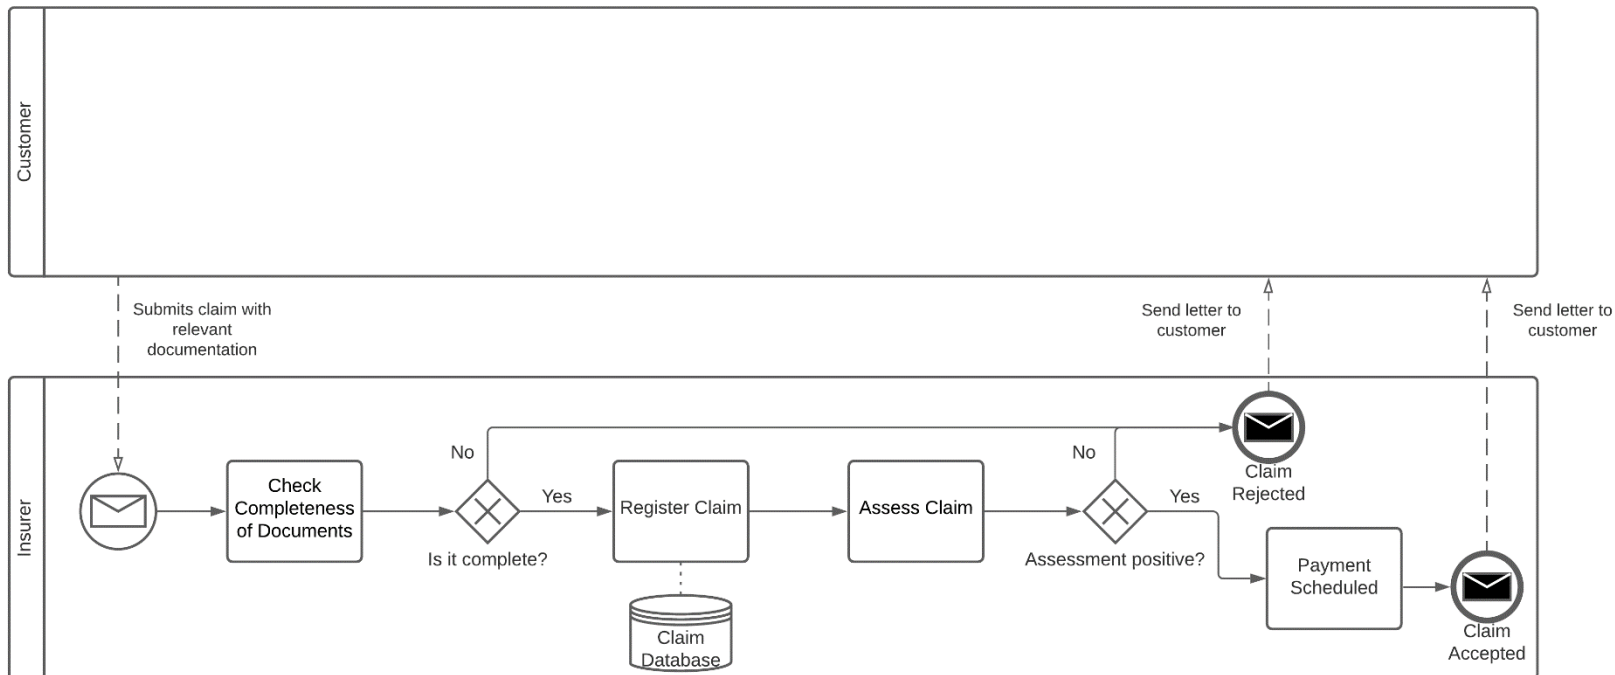 Customer
Submits claim with
relevant
documentation
Send letter to
customer
Send letter to
customer
Insurer
No
No
Claim
Rejected
Check
Completeness
of Documents
Yes
Register Claim
Assess Claim
Yes
Is it complete?
Assessment positive?
Payment
Scheduled
Claim
Database
Claim
Accepted